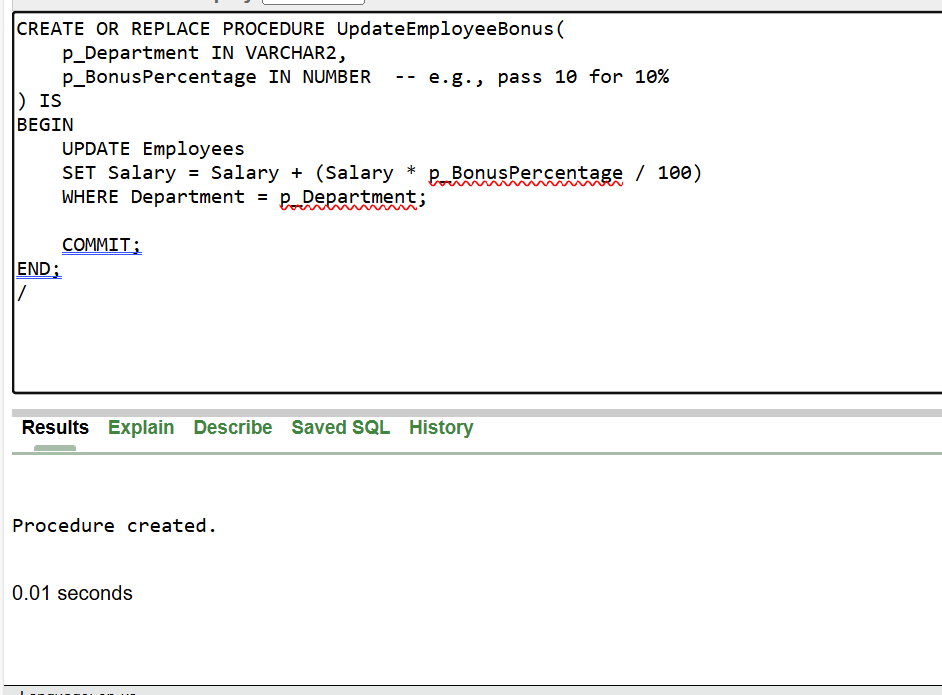 CREATE OR REPLACE PROCEDURE UpdateEmployeeBonus(
    p_Department IN VARCHAR2,
    p_BonusPercentage IN NUMBER  -- e.g., pass 10 for 10%
) IS
BEGIN
    UPDATE Employees
    SET Salary = Salary + (Salary * p_BonusPercentage / 100)
    WHERE Department = p_Department;

    COMMIT;
END;
/
Results Explain Describe Saved SQL History
Procedure created.
0.01 seconds